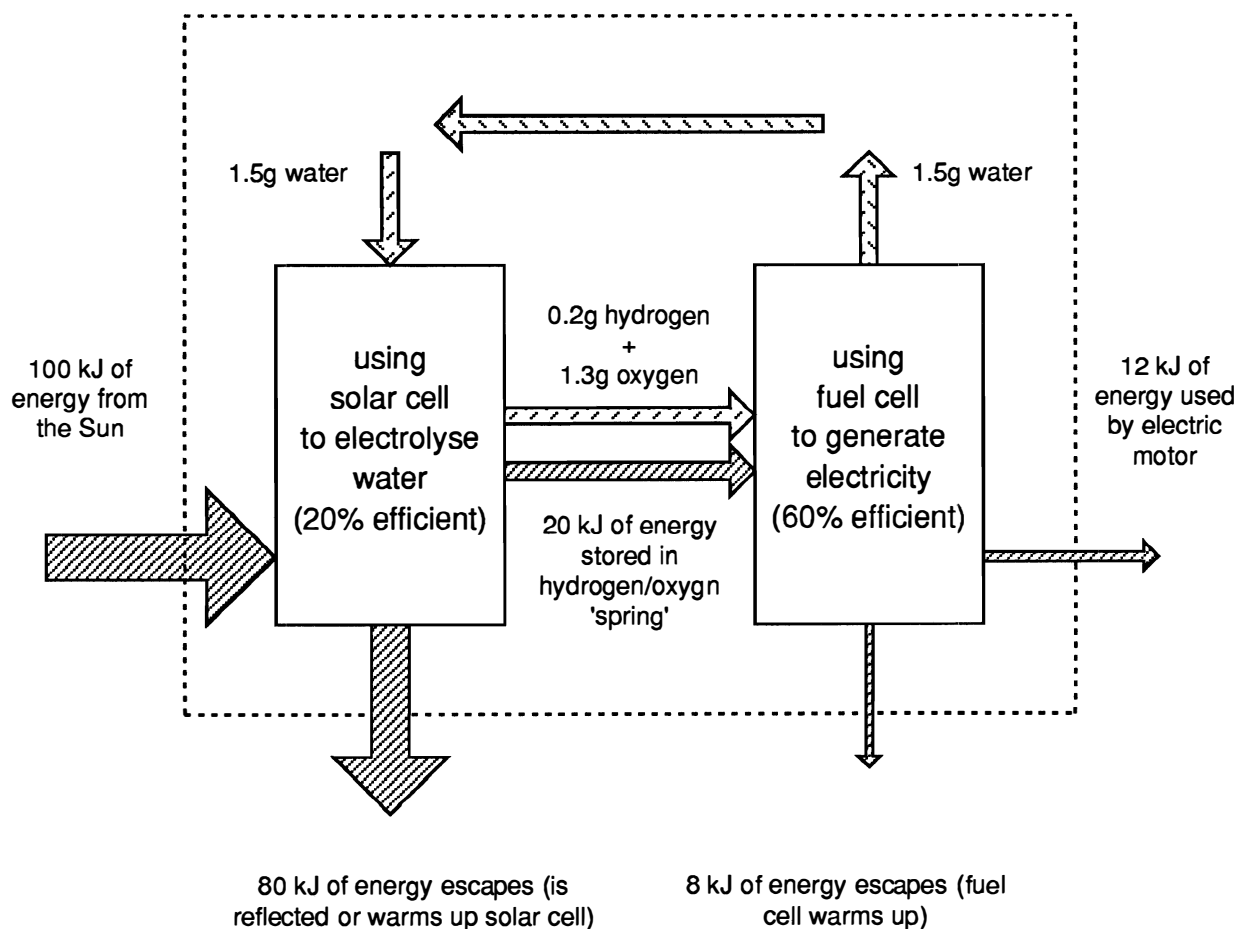 1.5g water
1.5g water
100 kJ of
energy from
the Sun
using
solar cell
to electrolyse
water
(20% efficient)
0.2g hydrogen
+
1.3g oxygen
20 kJ of energy
stored in
hydrogen/oxygn
'spring'
using
fuel cell
to generate
electricity
(60% efficient)
12 kJ of
energy used
by electric
motor
80 kJ of energy escapes (is
reflected or warms up solar cell)
8 kJ of energy escapes (fuel
cell warms up)